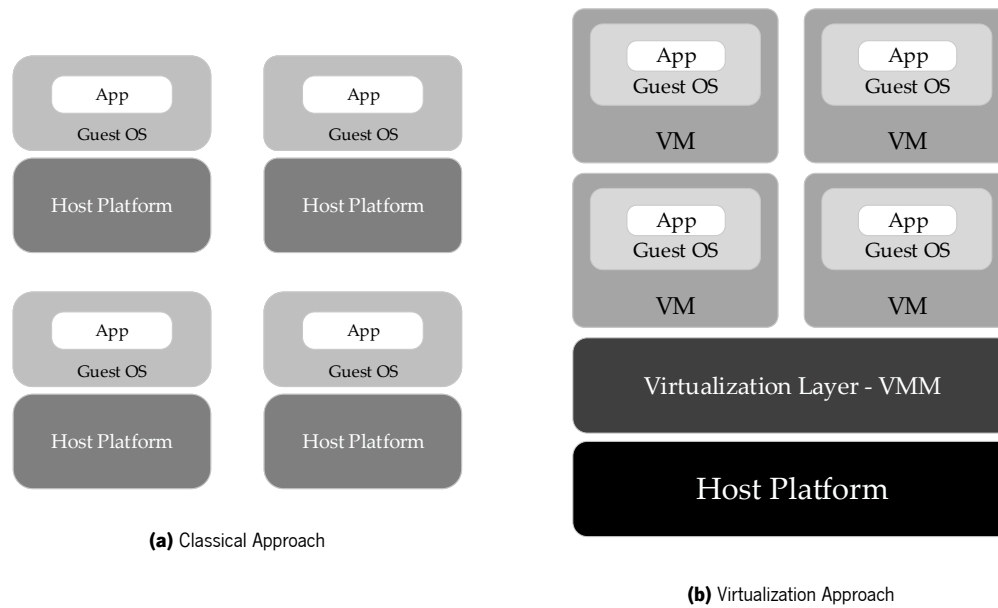 App
Guest OS
Host Platform
App
Guest OS
Host Platform
App
Guest OS
Host Platform
App
Guest OS
Host Platform
(a) Classical Approach
App
Guest OS
VM
App
Guest OS
VM
App
Guest OS
VM
App
Guest OS
VM
Virtualization Layer - VMM
Host Platform
(b) Virtualization Approach